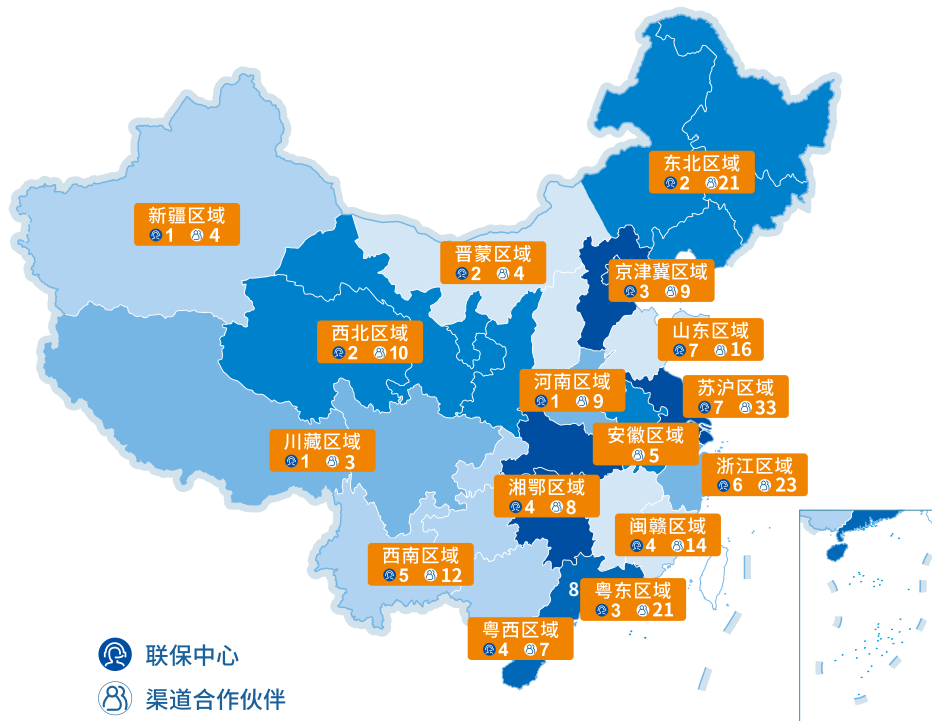 东北区域
2 21
新疆区域
1 4
晋蒙区域
2 4
京津冀区域
3 9
西北区域
2 10
山东区域
7 16
河南区域
1 9
苏沪区域
7 33
川藏区域
1 3
安徽区域
5
浙江区域
6 23
湘鄂区域
4 8
闽赣区域
4 14
西南区域
5 12
8
粤东区域
3 21
粤西区域
4 7
联保中心
渠道合作伙伴